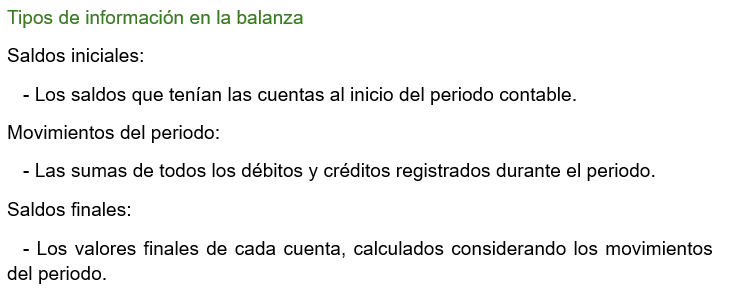 Tipos de información en la balanza
Saldos iniciales:
- Los saldos que tenían las cuentas al inicio del periodo contable.
Movimientos del periodo:
- Las sumas de todos los débitos y créditos registrados durante el periodo.
Saldos finales:
- Los valores finales de cada cuenta, calculados considerando los movimientos
del periodo.